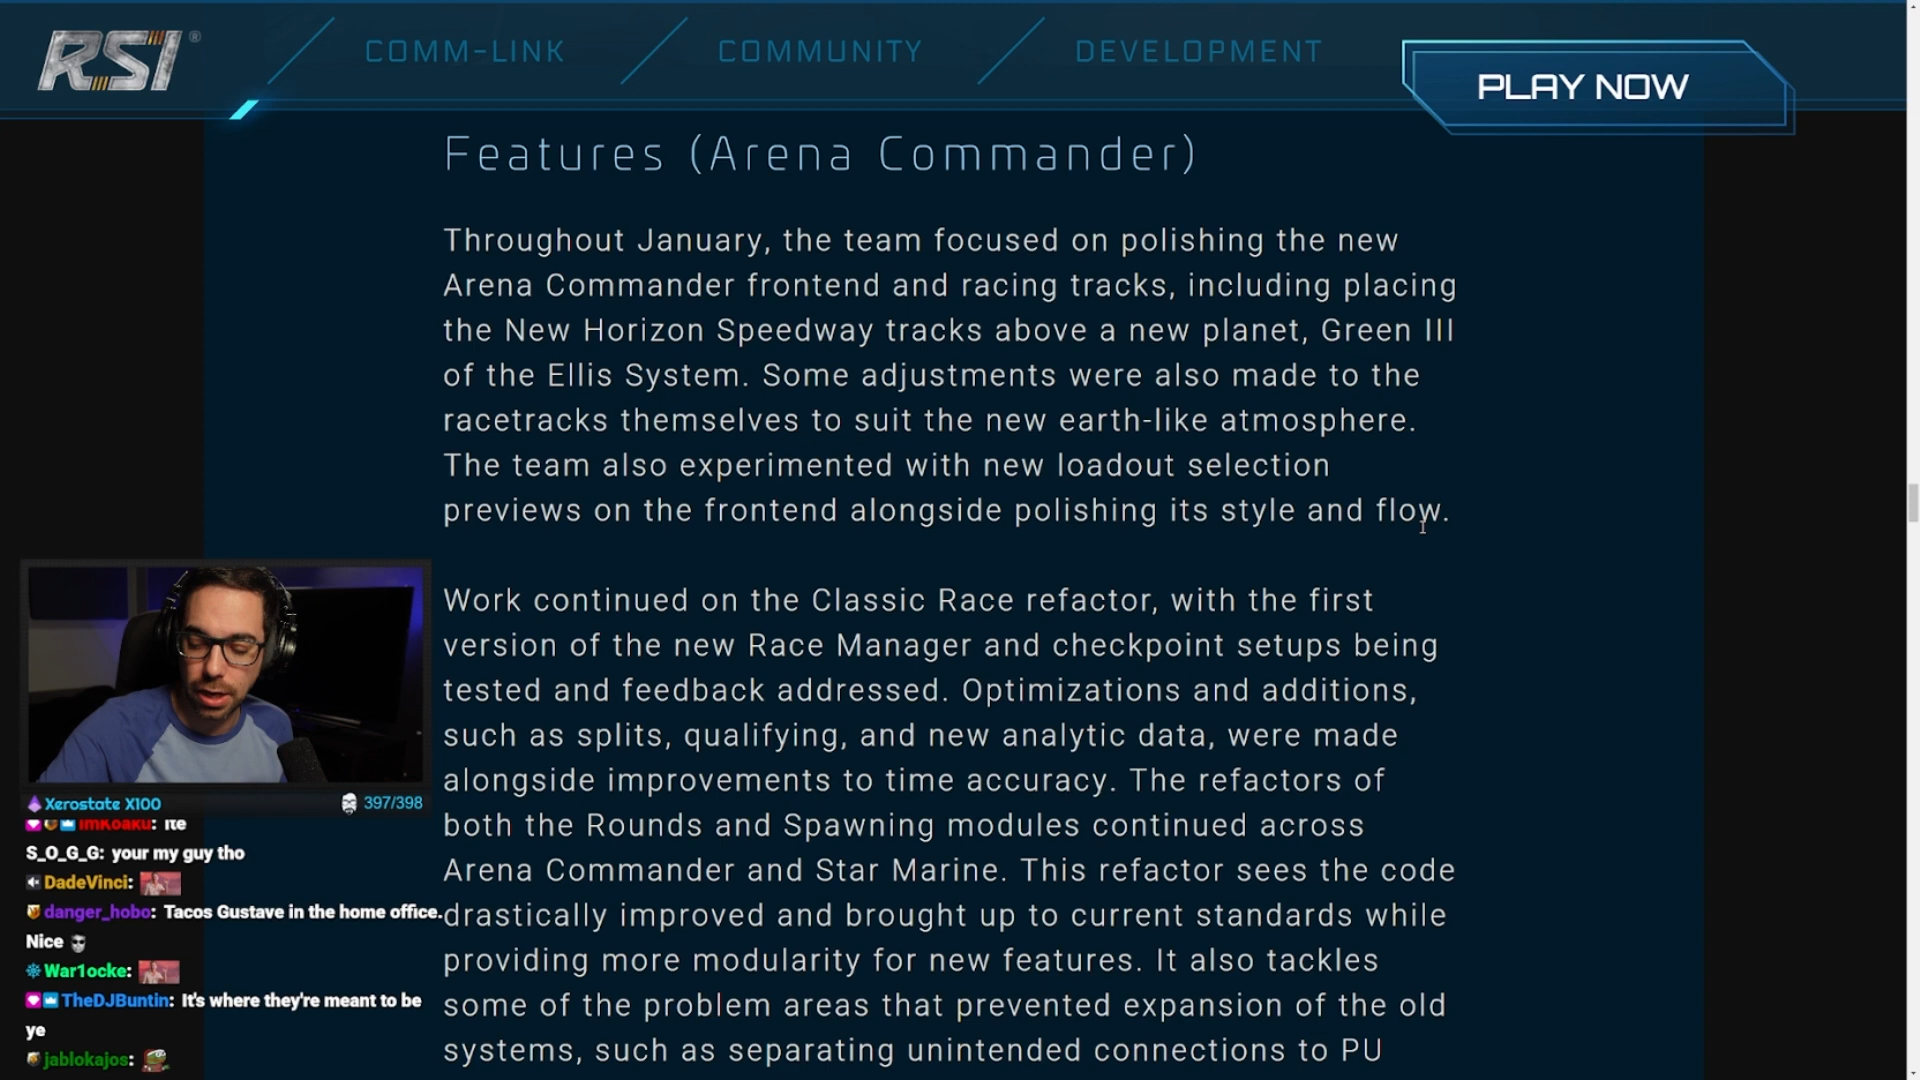 RSI®
COMM-LINK
COMMUNITY
DEVELOPMENT
PLAY NOW
Features (Arena Commander)
Throughout January, the team focused on polishing the new
Arena Commander frontend and racing tracks, including placing
the New Horizon Speedway tracks above a new planet, Green III
of the Ellis System. Some adjustments were also made to the
racetracks themselves to suit the new earth-like atmosphere.
The team also experimented with new loadout selection
previews on the frontend alongside polishing its style and flow.
Work continued on the Classic Race refactor, with the first
version of the new Race Manager and checkpoint setups being
tested and feedback addressed. Optimizations and additions,
such as splits, qualifying, and new analytic data, were made
alongside improvements to time accuracy. The refactors of
both the Rounds and Spawning modules continued across
Arena Commander and Star Marine. This refactor sees the code
drastically improved and brought up to current standards while
providing more modularity for new features. It also tackles
some of the problem areas that prevented expansion of the old
systems, such as separating unintended connections to PU
Xerostate X100
397/398
ImKoaku: ite
S_O_G_G: your my guy tho
DadeVinci:
danger_hobo: Tacos Gustave in the home office.
Nice
War1ocke:
TheDJBuntin: It's where they're meant to be
ye
jablokajos: